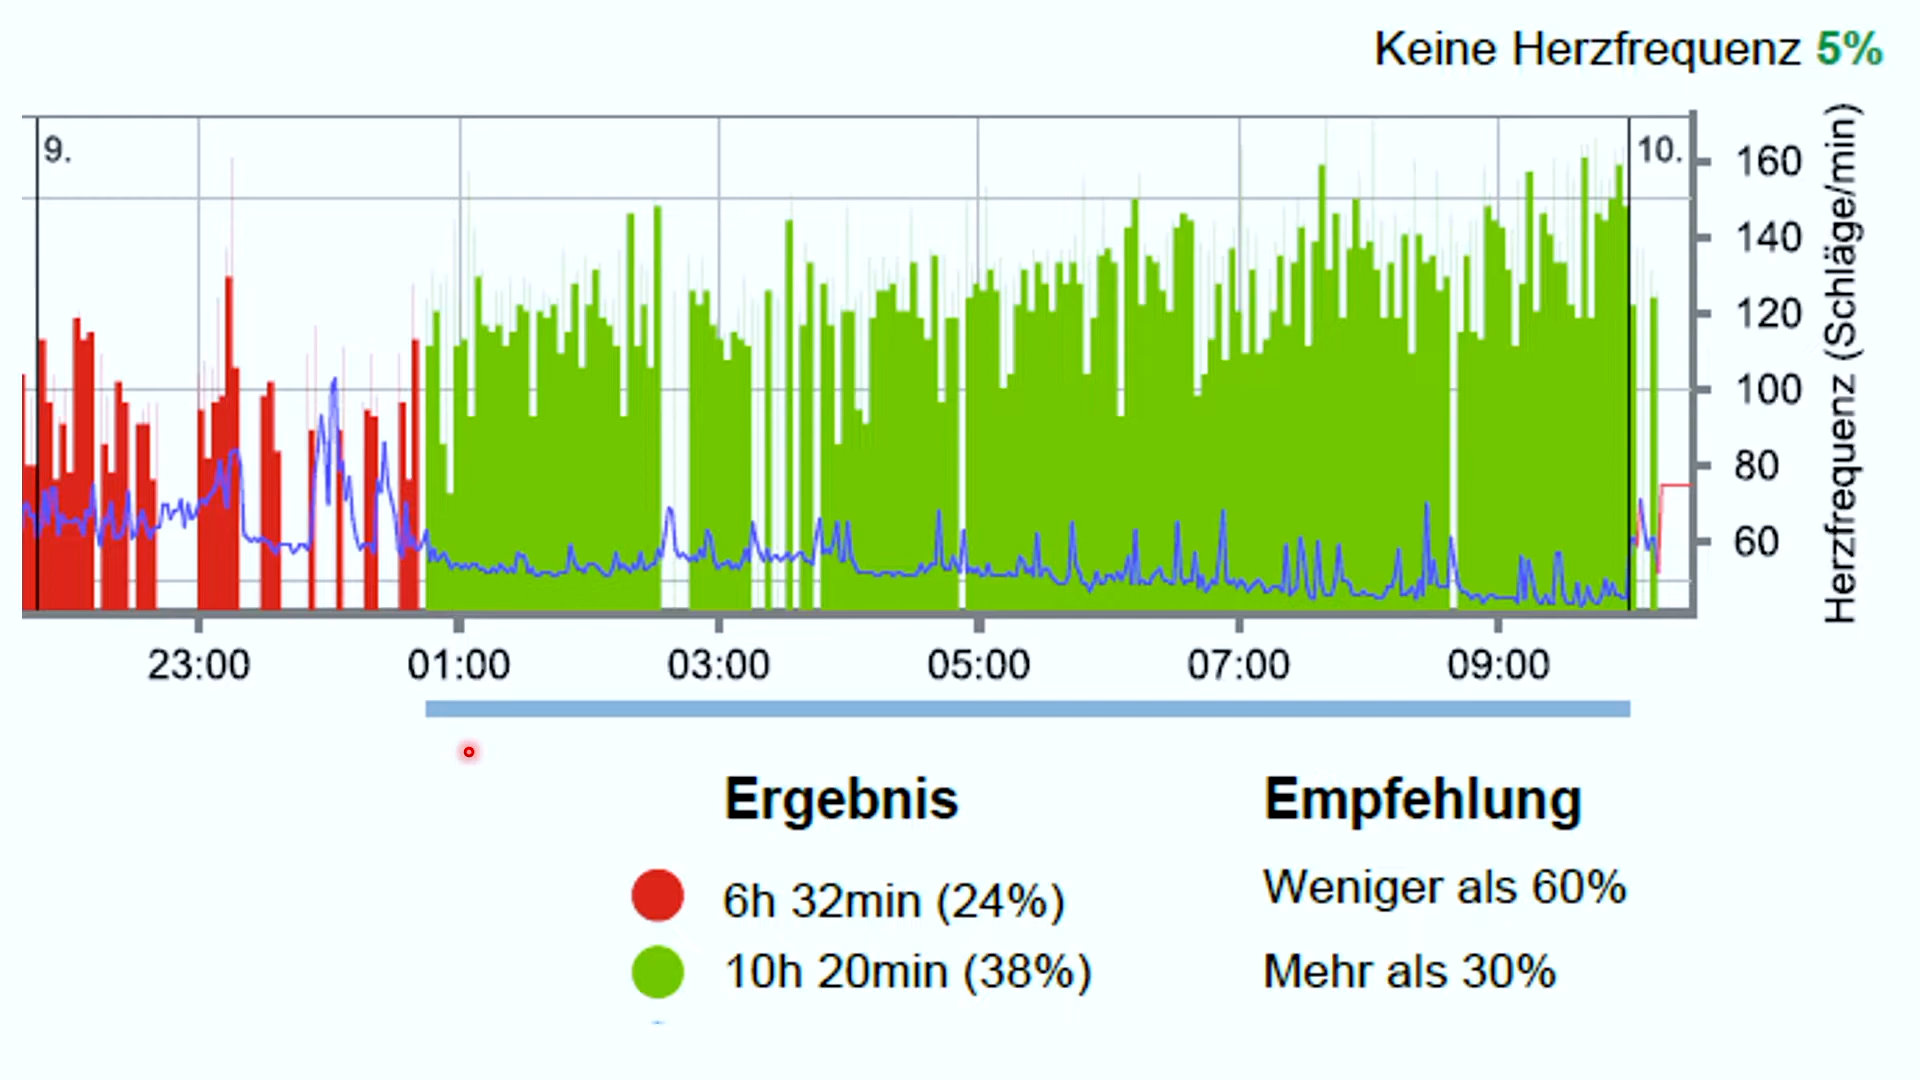 Keine Herzfrequenz 5%
9.
10.
160
140
120
100
80
60
Herzfrequenz (Schläge/min)
23:00 01:00 03:00 05:00 07:00 09:00
Ergebnis Empfehlung
6h 32min (24%) Weniger als 60%
10h 20min (38%) Mehr als 30%